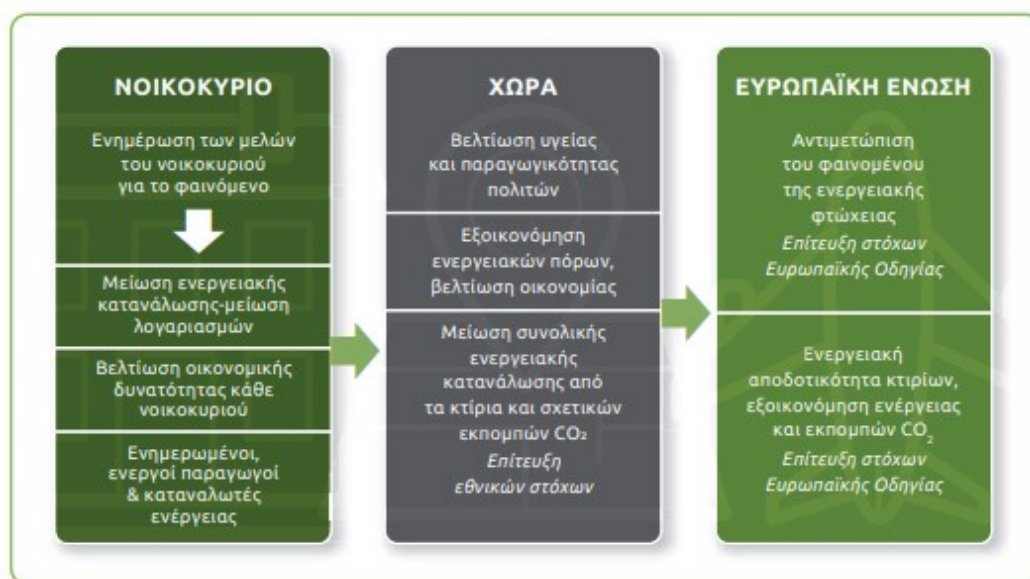 ΝΟΙΚΟΚΥΡΙΟ
Ενημέρωση των μελών
του νοικοκυριού
για το φαινόμενο
Μείωση ενεργειακής
κατανάλωσης-μείωση
λογαριασμών
Βελτίωση οικονομικής
δυνατότητας κάθε
νοικοκυριού
Ενημερωμένοι,
ενεργοί παραγωγοί
& καταναλωτές
ενέργειας
ΧΩΡΑ
Βελτίωση υγείας
και παραγωγικότητας
πολιτών
Εξοικονόμηση
ενεργειακών πόρων,
βελτίωση οικονομίας
Μείωση συνολικής
ενεργειακής
κατανάλωσης από
τα κτίρια και σχετικών
εκπομπών CO₂
Επίτευξη
εθνικών στόχων
ΕΥΡΩΠΑΪΚΗ ΕΝΩΣΗ
Αντιμετώπιση
του φαινομένου
της ενεργειακής
φτώχειας
Επίτευξη στόχων
Ευρωπαϊκής Οδηγίας
Ενεργειακή
αποδοτικότητα κτιρίων,
εξοικονόμηση ενέργειας
και εκπομπών CO₂
Επίτευξη στόχων
Ευρωπαϊκής Οδηγίας